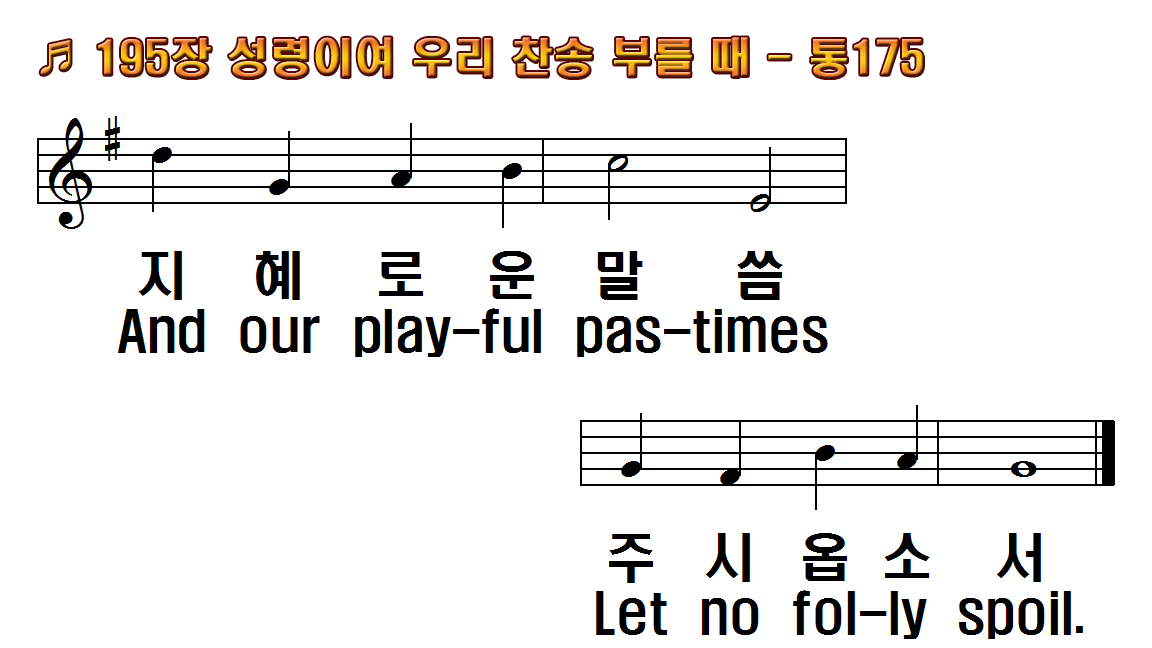 ♬ 195장 성령이여 우리 찬송 부를 때 - 통175
지 혜 로 운 말 씀
And our play-ful pas-times
주 시 옵 소 서
Let no fol-ly spoil.